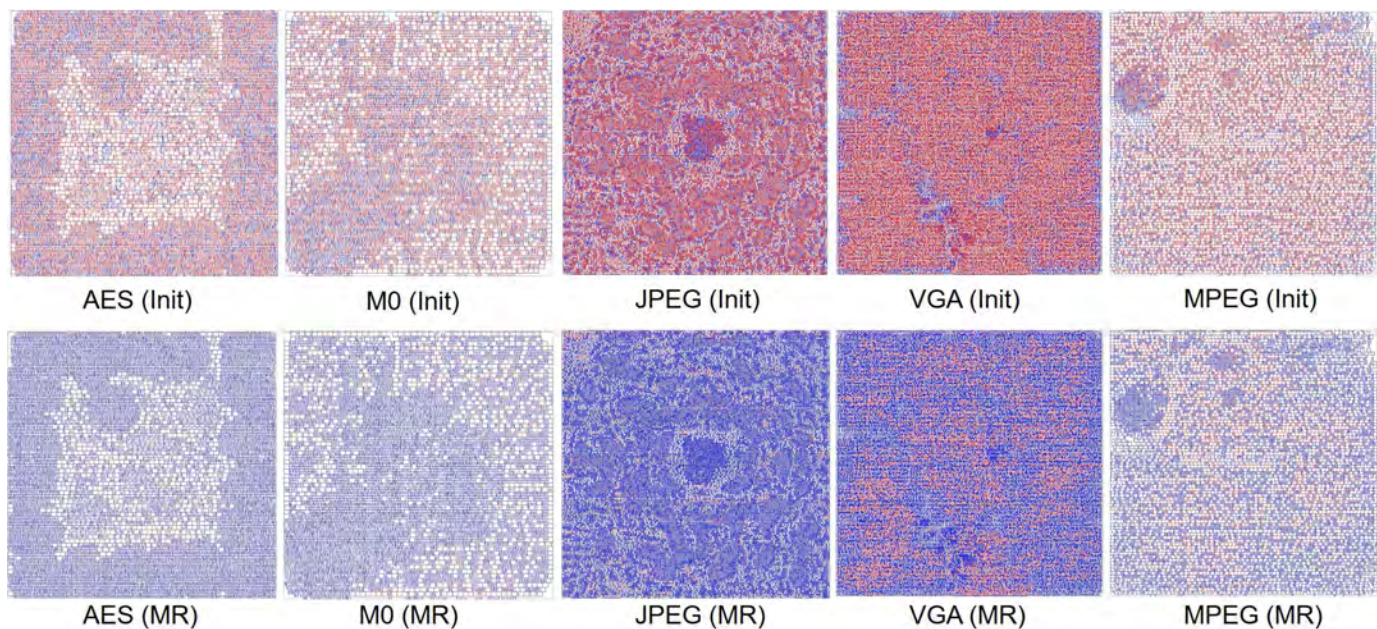 AES (Init) M0 (Init) JPEG (Init) VGA (Init) MPEG (Init)
AES (MR) M0 (MR) JPEG (MR) VGA (MR) MPEG (MR)